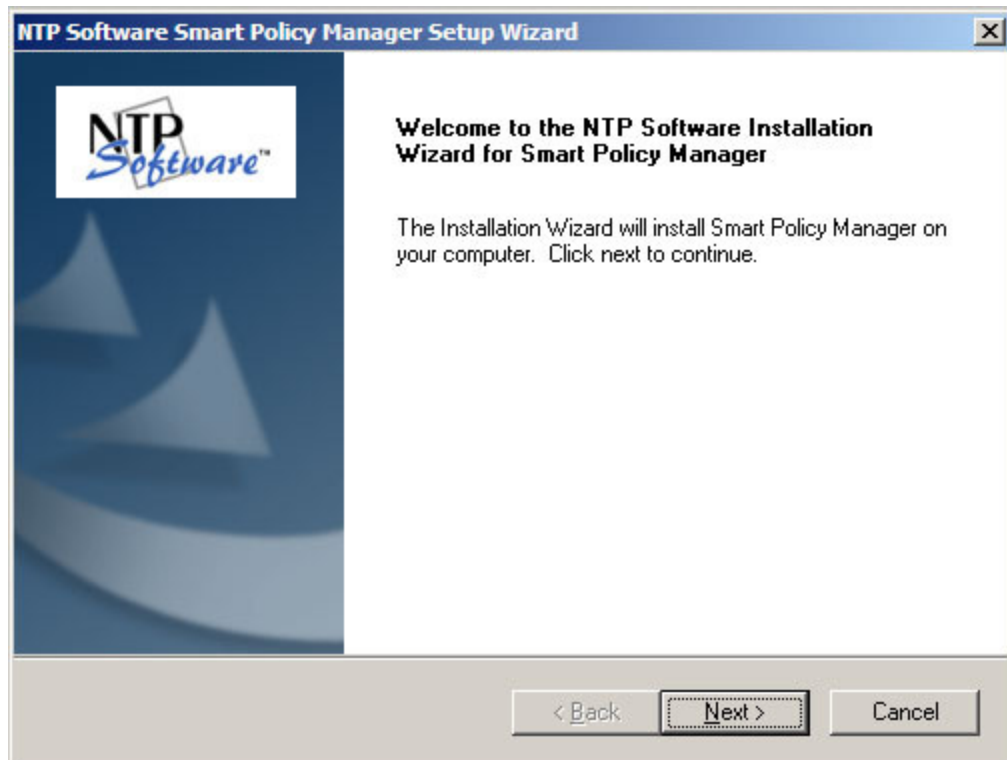 NTP Software Smart Policy Manager Setup Wizard
NTP
Software™
Welcome to the NTP Software Installation
Wizard for Smart Policy Manager
The Installation Wizard will install Smart Policy Manager on
your computer. Click next to continue.
< Back
Next >
Cancel